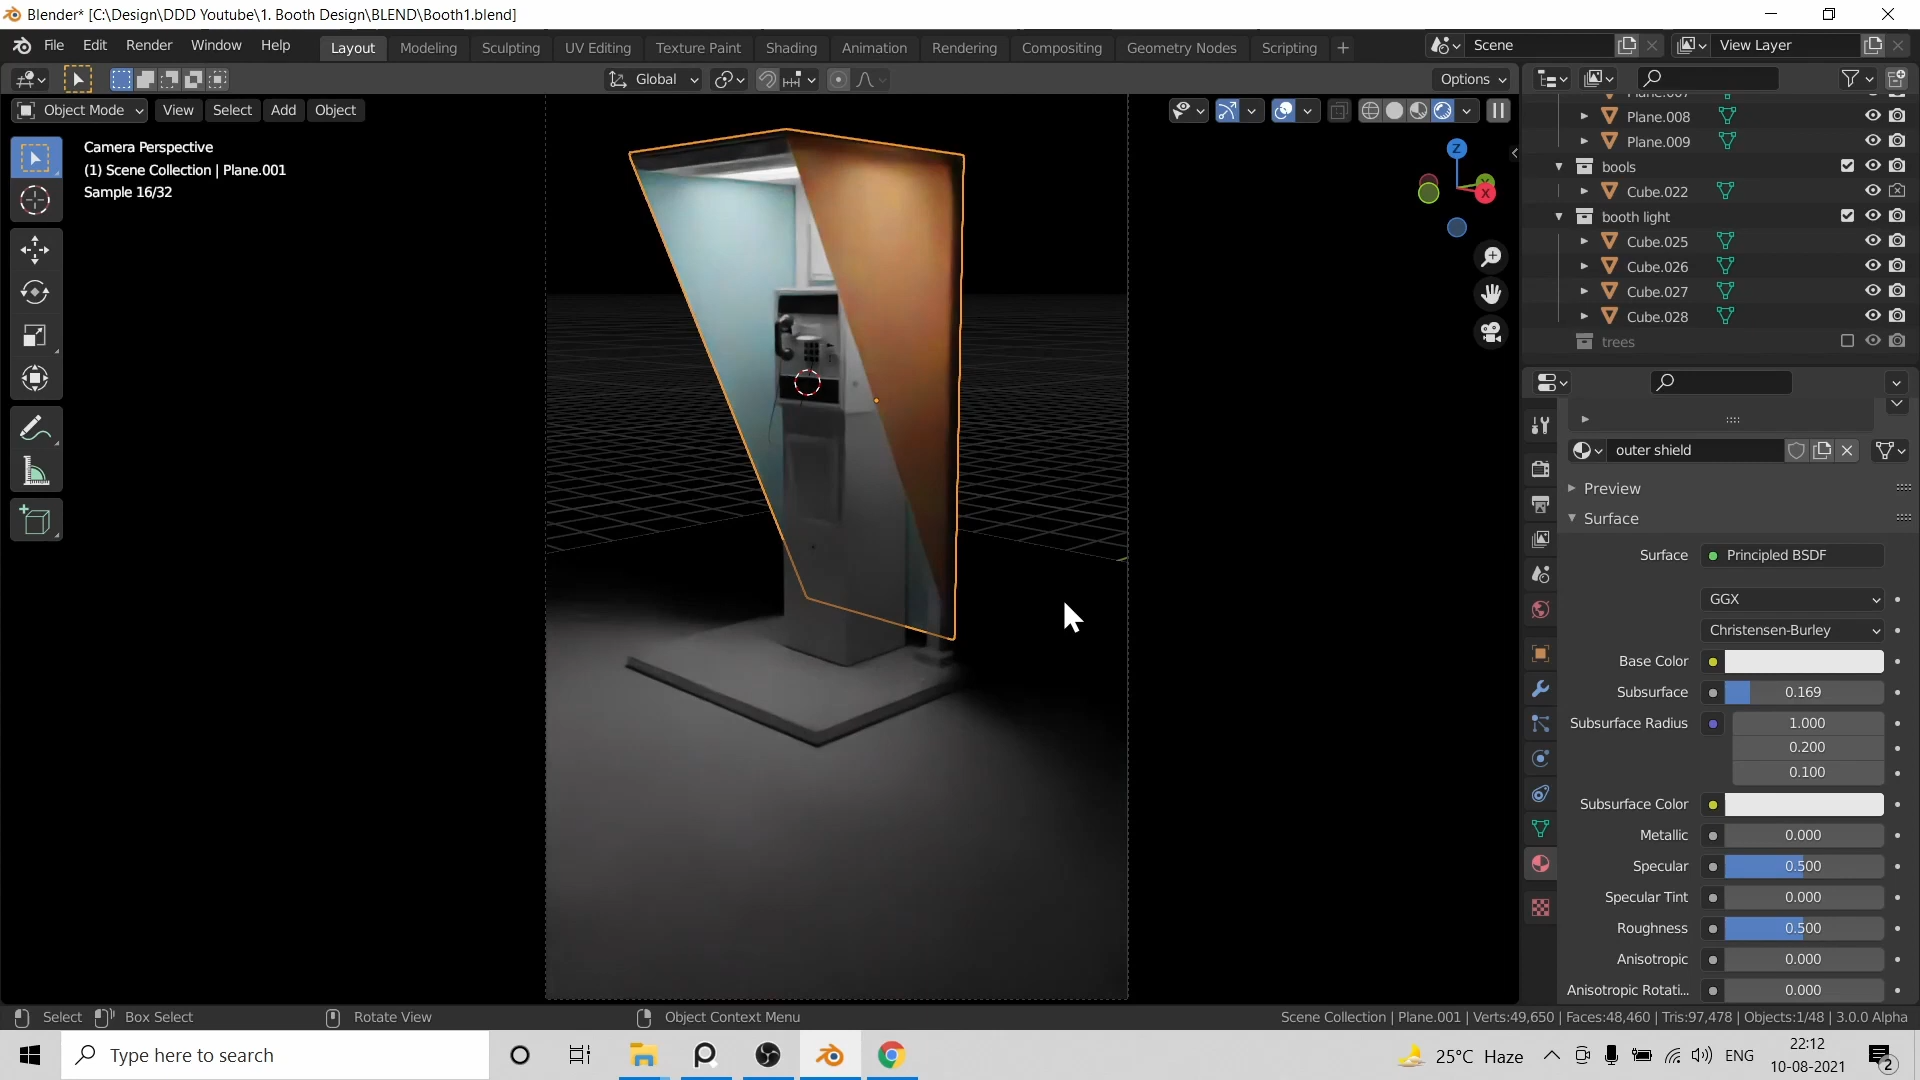 Blender* [C:\Design\DDD Youtube\1. Booth Design\BLEND\Booth1.blend]
File Edit Render Window Help Layout Modeling Sculpting UV Editing Texture Paint Shading Animation Rendering Compositing Geometry Nodes Scripting + Scene View Layer
Global Options
Object Mode View Select Add Object
Camera Perspective
(1) Scene Collection | Plane.001
Sample 16/32
Z
Y
X
Plane.007
Plane.008
Plane.009
bools
Cube.022
booth light
Cube.025
Cube.026
Cube.027
Cube.028
trees
outer shield
Preview
Surface
Surface Principled BSDF
GGX
Christensen-Burley
Base Color
Subsurface 0.169
Subsurface Radius 1.000
0.200
0.100
Subsurface Color
Metallic 0.000
Specular 0.500
Specular Tint 0.000
Roughness 0.500
Anisotropic 0.000
Anisotropic Rotati... 0.000
Select Box Select Rotate View Object Context Menu Scene Collection | Plane.001 | Verts:49,650 | Faces:48,460 | Tris:97,478 | Objects:1/48 | 3.0.0 Alpha
Type here to search 25°C Haze ENG 22:12
10-08-2021
2